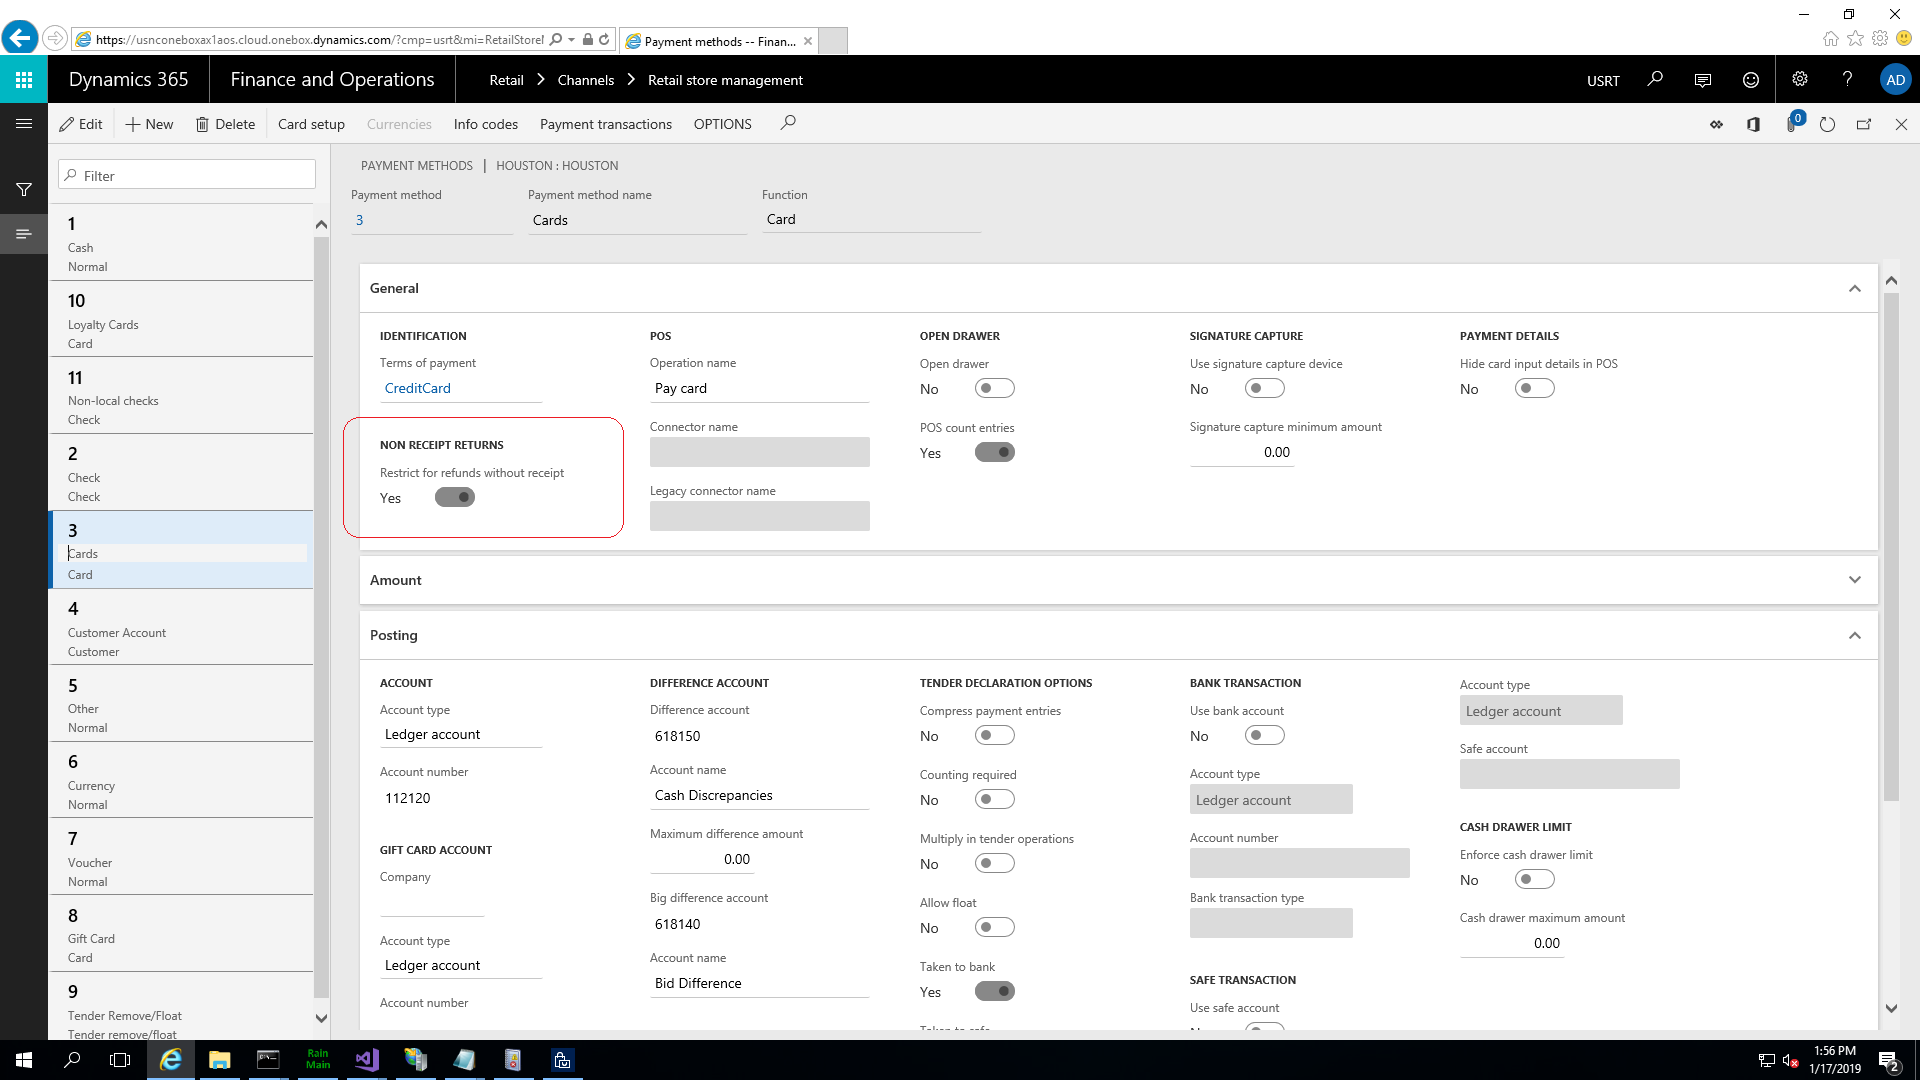 https://usnconeboxax1aos.cloud.onebox.dynamics.com/?cmp=usrt&mi=RetailStore
Payment methods -- Finan...
Dynamics 365
Finance and Operations
Retail
Channels
Retail store management
USRT
AD
Edit
New
Delete
Card setup
Currencies
Info codes
Payment transactions
OPTIONS
0
Filter
1
Cash
Normal
10
Loyalty Cards
Card
11
Non-local checks
Check
2
Check
Check
3
Cards
Card
4
Customer Account
Customer
5
Other
Normal
6
Currency
Normal
7
Voucher
Normal
8
Gift Card
Card
9
Tender Remove/Float
Tender remove/float
PAYMENT METHODS | HOUSTON : HOUSTON
Payment method
3
Payment method name
Cards
Function
Card
General
IDENTIFICATION
Terms of payment
CreditCard
NON RECEIPT RETURNS
Restrict for refunds without receipt
Yes
POS
Operation name
Pay card
Connector name
Legacy connector name
OPEN DRAWER
Open drawer
No
POS count entries
Yes
SIGNATURE CAPTURE
Use signature capture device
No
Signature capture minimum amount
0.00
PAYMENT DETAILS
Hide card input details in POS
No
Amount
Posting
ACCOUNT
Account type
Ledger account
Account number
112120
GIFT CARD ACCOUNT
Company
Account type
Ledger account
Account number
DIFFERENCE ACCOUNT
Difference account
618150
Account name
Cash Discrepancies
Maximum difference amount
0.00
Big difference account
618140
Account name
Bid Difference
TENDER DECLARATION OPTIONS
Compress payment entries
No
Counting required
No
Multiply in tender operations
No
Allow float
No
Taken to bank
Yes
Taken to safe
BANK TRANSACTION
Use bank account
No
Account type
Ledger account
Account number
Bank transaction type
SAFE TRANSACTION
Use safe account
No
Account type
Ledger account
Safe account
CASH DRAWER LIMIT
Enforce cash drawer limit
No
Cash drawer maximum amount
0.00
Rain
Main
1:56 PM
1/17/2019
2